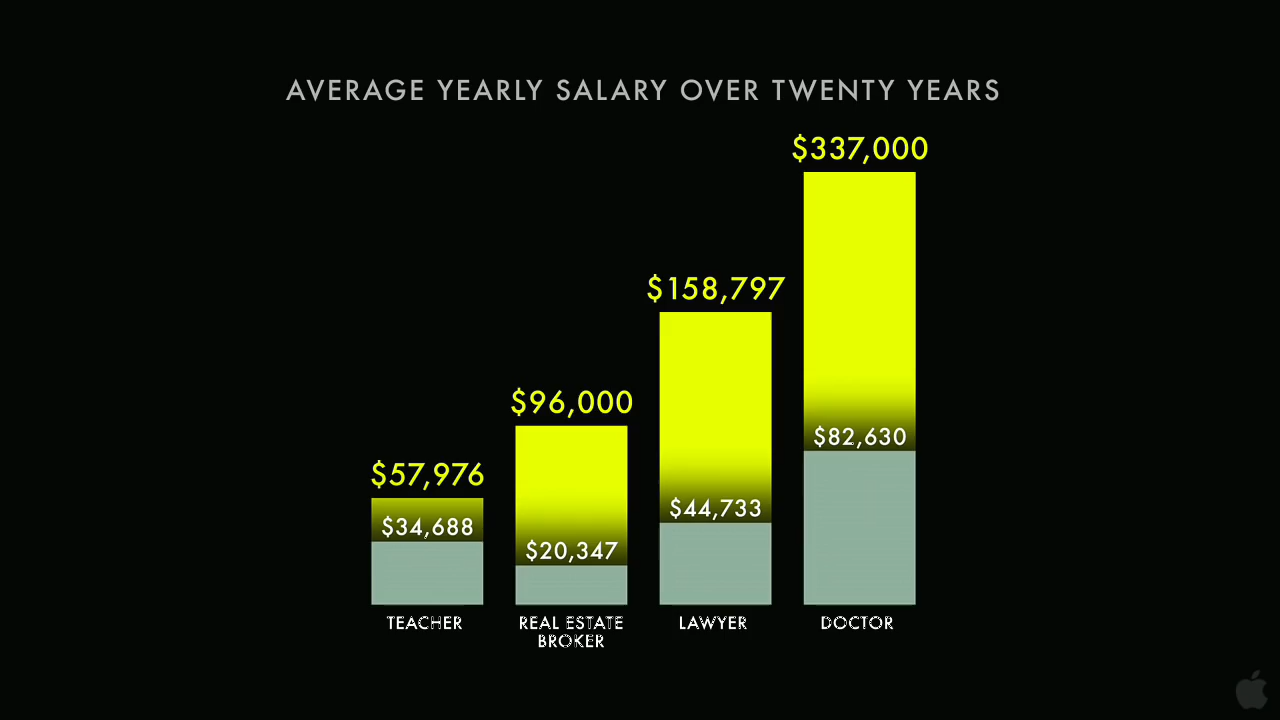 AVERAGE YEARLY SALARY OVER TWENTY YEARS
$337,000
$158,797
$96,000
$57,976
$82,630
$44,733
$34,688
$20,347
TEACHER
REAL ESTATE
BROKER
LAWYER
DOCTOR